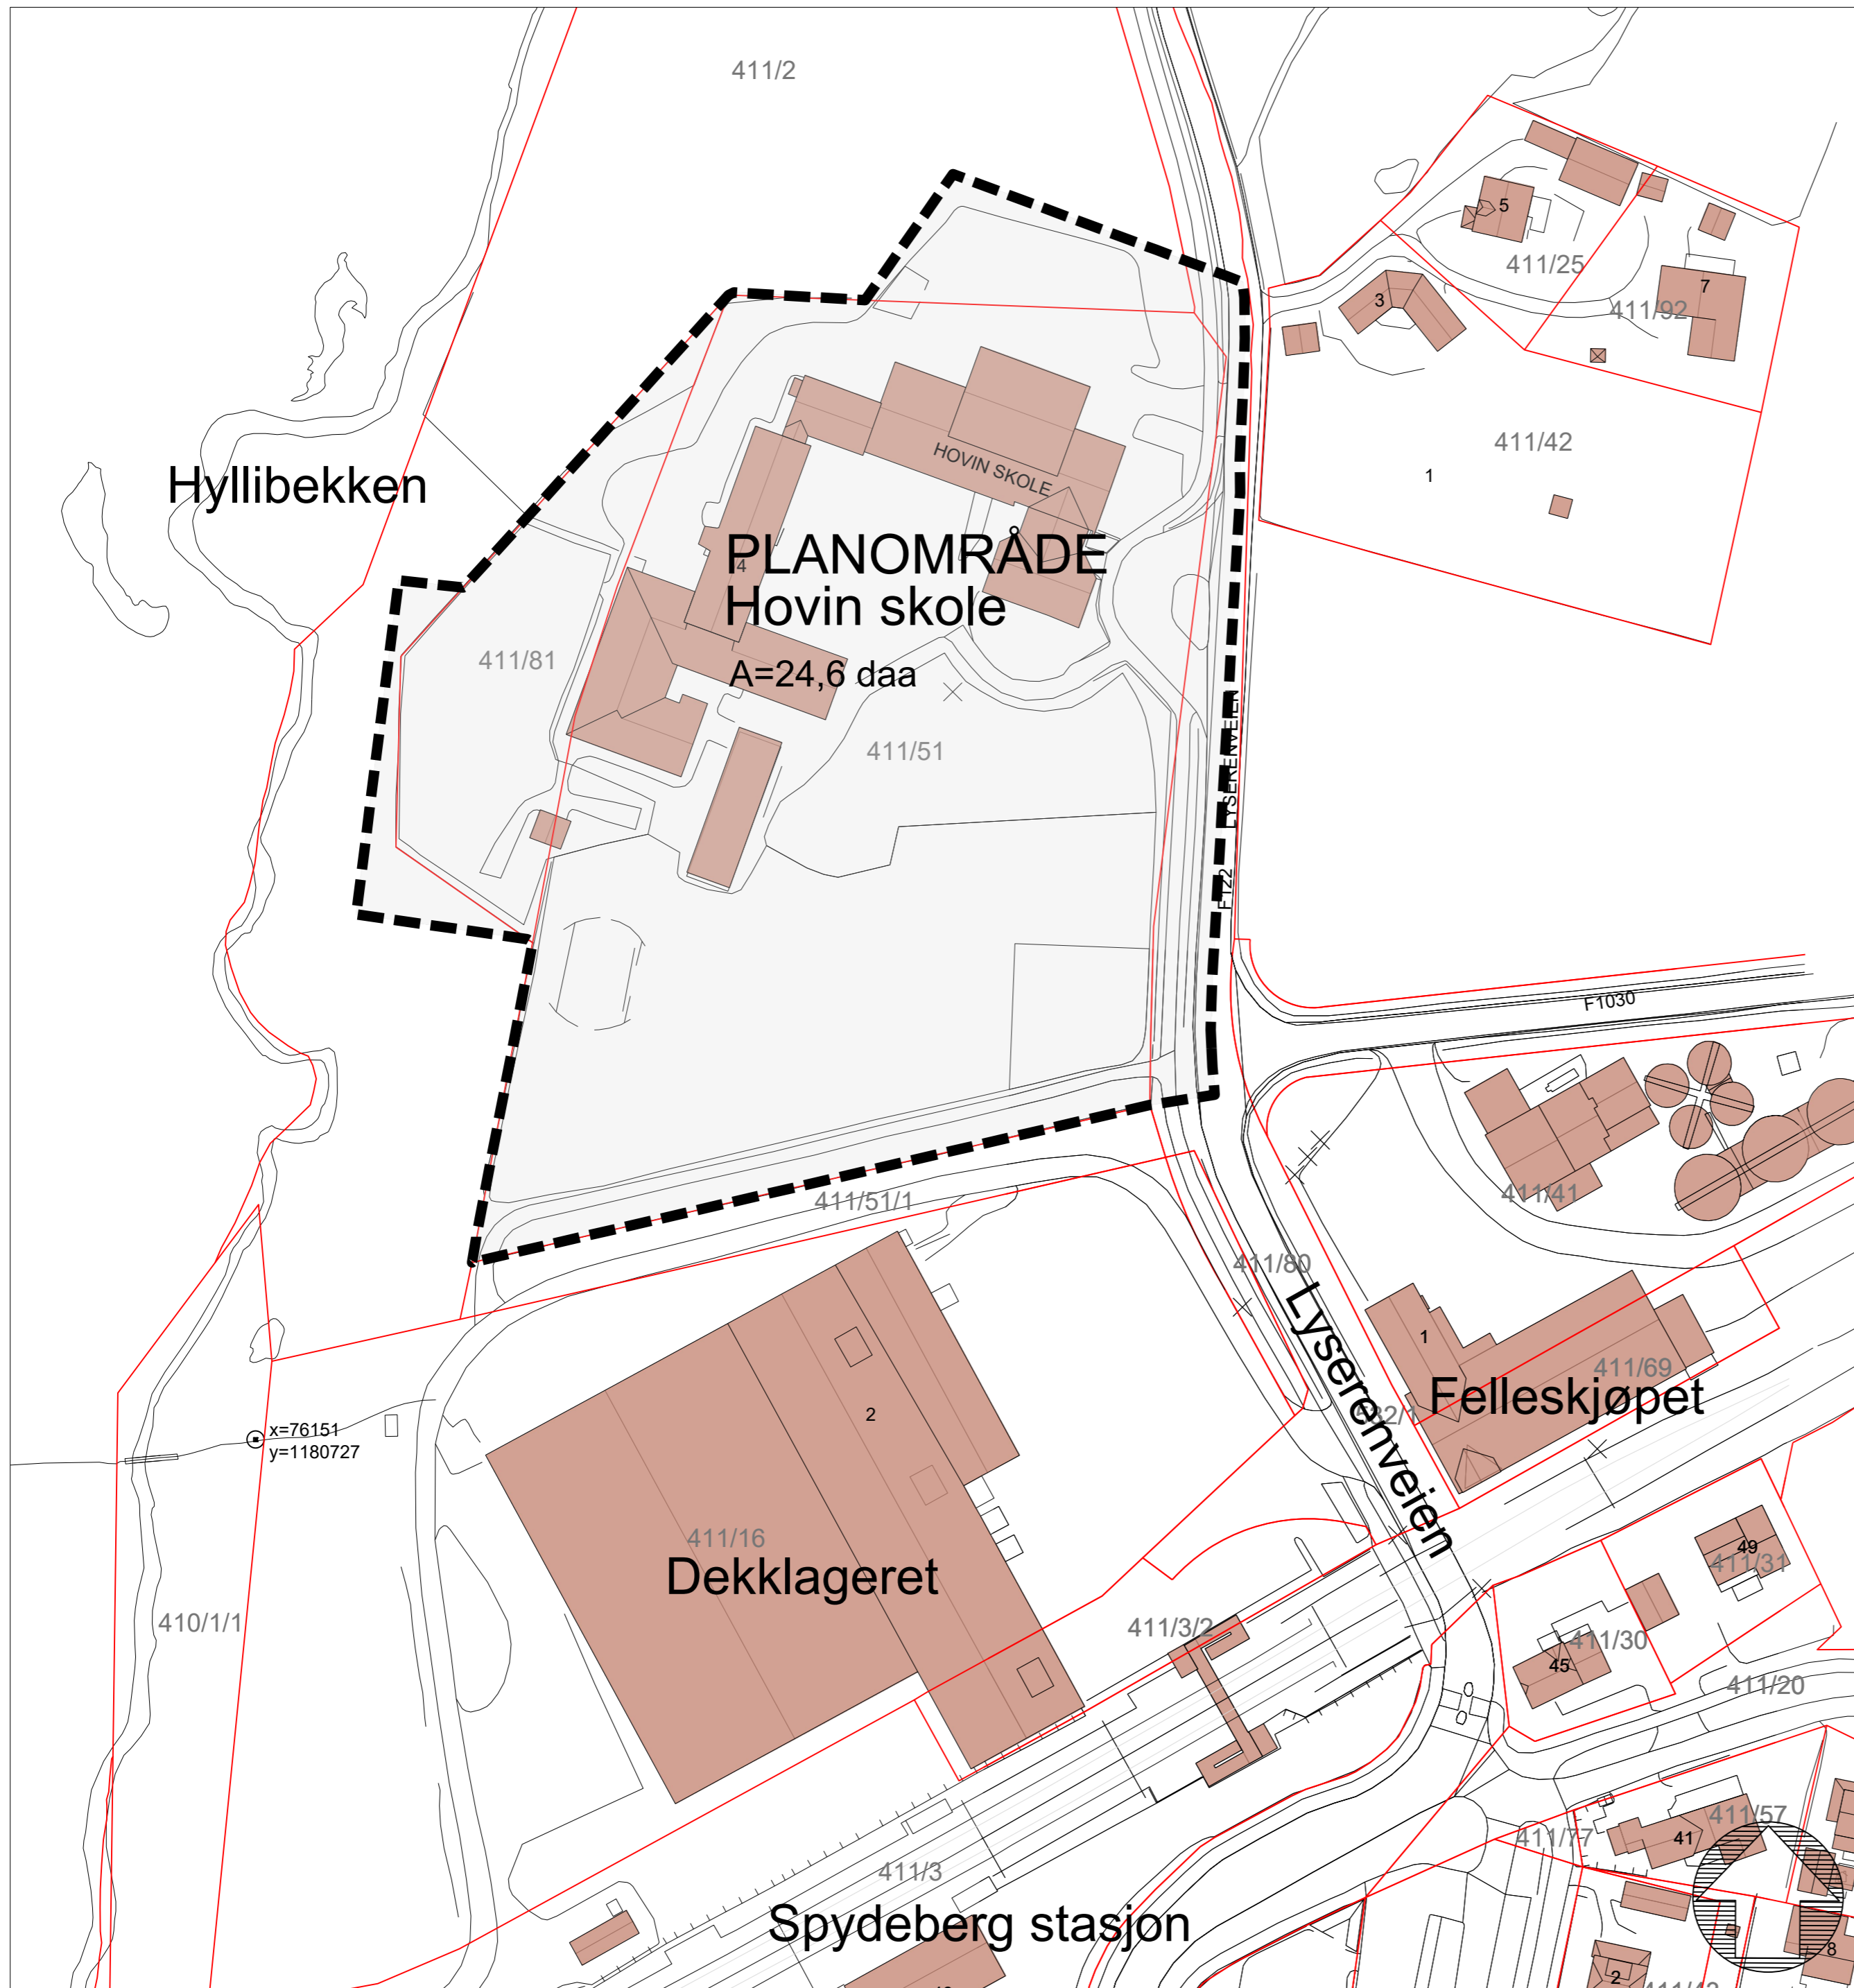 411/2
5
411/25
7
3
411/92
411/42
1
Hyllibekken
HOVIN SKOLE
PLANOMRÅDE
4
Hovin skole
411/81
A=24,6 daa
411/51
F122 LYSERENVEIEN
F1030
411/41
411/51/1
411/80
Lyserenveien
1
411/69
Felleskjøpet
2
x=76151
y=1180727
411/16
Dekklageret
49
411/31
410/1/1
411/3/2
411/30
45
411/20
411/57
411/77
41
411/3
Spydeberg stasjon
8
2